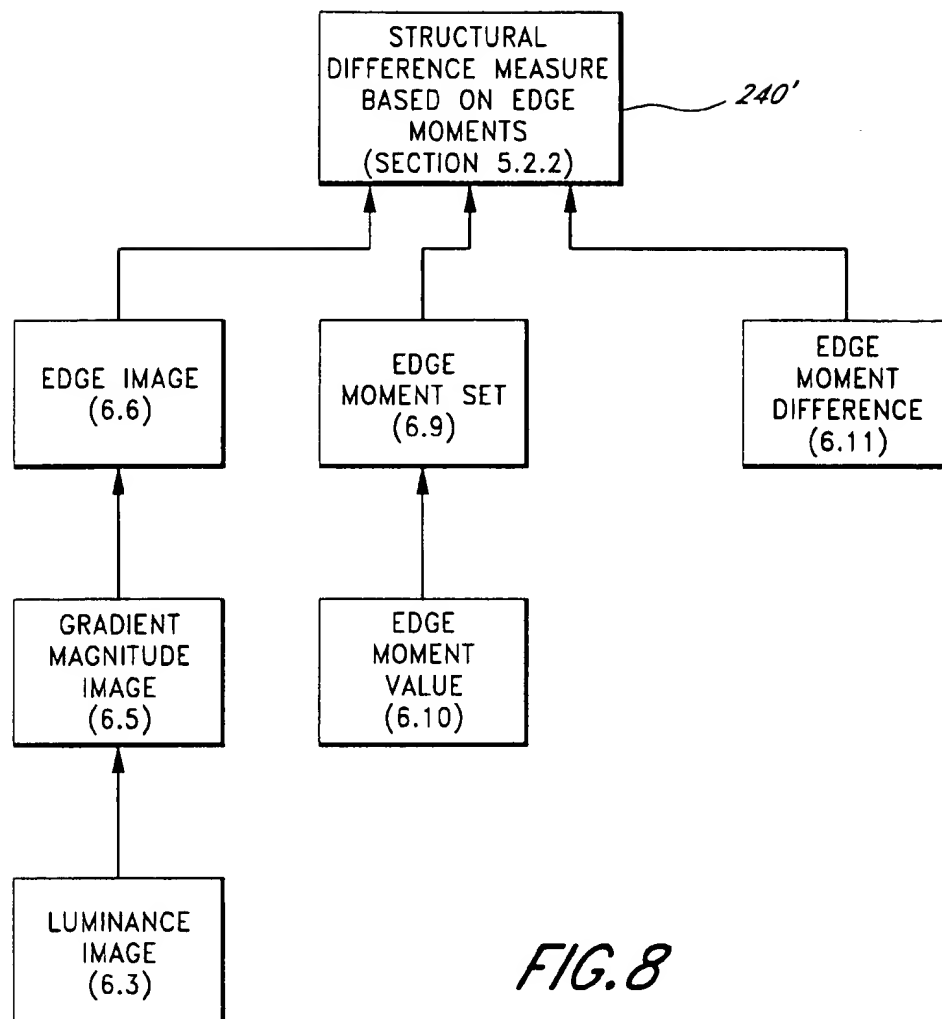 STRUCTURAL
DIFFERENCE MEASURE
BASED ON EDGE
MOMENTS
(SECTION 5.2.2)
240'
EDGE IMAGE
(6.6)
EDGE
MOMENT SET
(6.9)
EDGE
MOMENT
DIFFERENCE
(6.11)
GRADIENT
MAGNITUDE
IMAGE
(6.5)
EDGE
MOMENT
VALUE
(6.10)
LUMINANCE
IMAGE
(6.3)
FIG.8